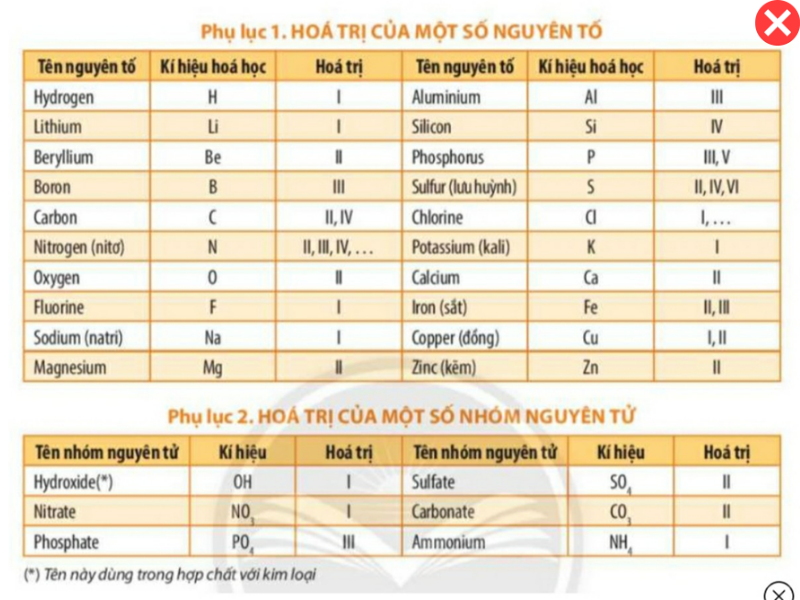 Phụ lục 1. HOÁ TRỊ CỦA MỘT SỐ NGUYÊN TỐ
Tên nguyên tố Kí hiệu hoá học Hoá trị Tên nguyên tố Kí hiệu hoá học Hoá trị
Hydrogen H I Aluminium Al III
Lithium Li I Silicon Si IV
Beryllium Be II Phosphorus P III, V
Boron B III Sulfur (lưu huỳnh) S II, IV, VI
Carbon C II, IV Chlorine Cl I, ...
Nitrogen (nitơ) N II, III, IV, ... Potassium (kali) K I
Oxygen O II Calcium Ca II
Fluorine F I Iron (sắt) Fe II, III
Sodium (natri) Na I Copper (đồng) Cu I, II
Magnesium Mg II Zinc (kẽm) Zn II
Phụ lục 2. HOÁ TRỊ CỦA MỘT SỐ NHÓM NGUYÊN TỬ
Tên nhóm nguyên tử Kí hiệu Hoá trị Tên nhóm nguyên tử Kí hiệu Hoá trị
Hydroxide(*) OH I Sulfate SO₄ II
Nitrate NO₃ I Carbonate CO₃ II
Phosphate PO₄ III Ammonium NH₄ I
(*) Tên này dùng trong hợp chất với kim loại